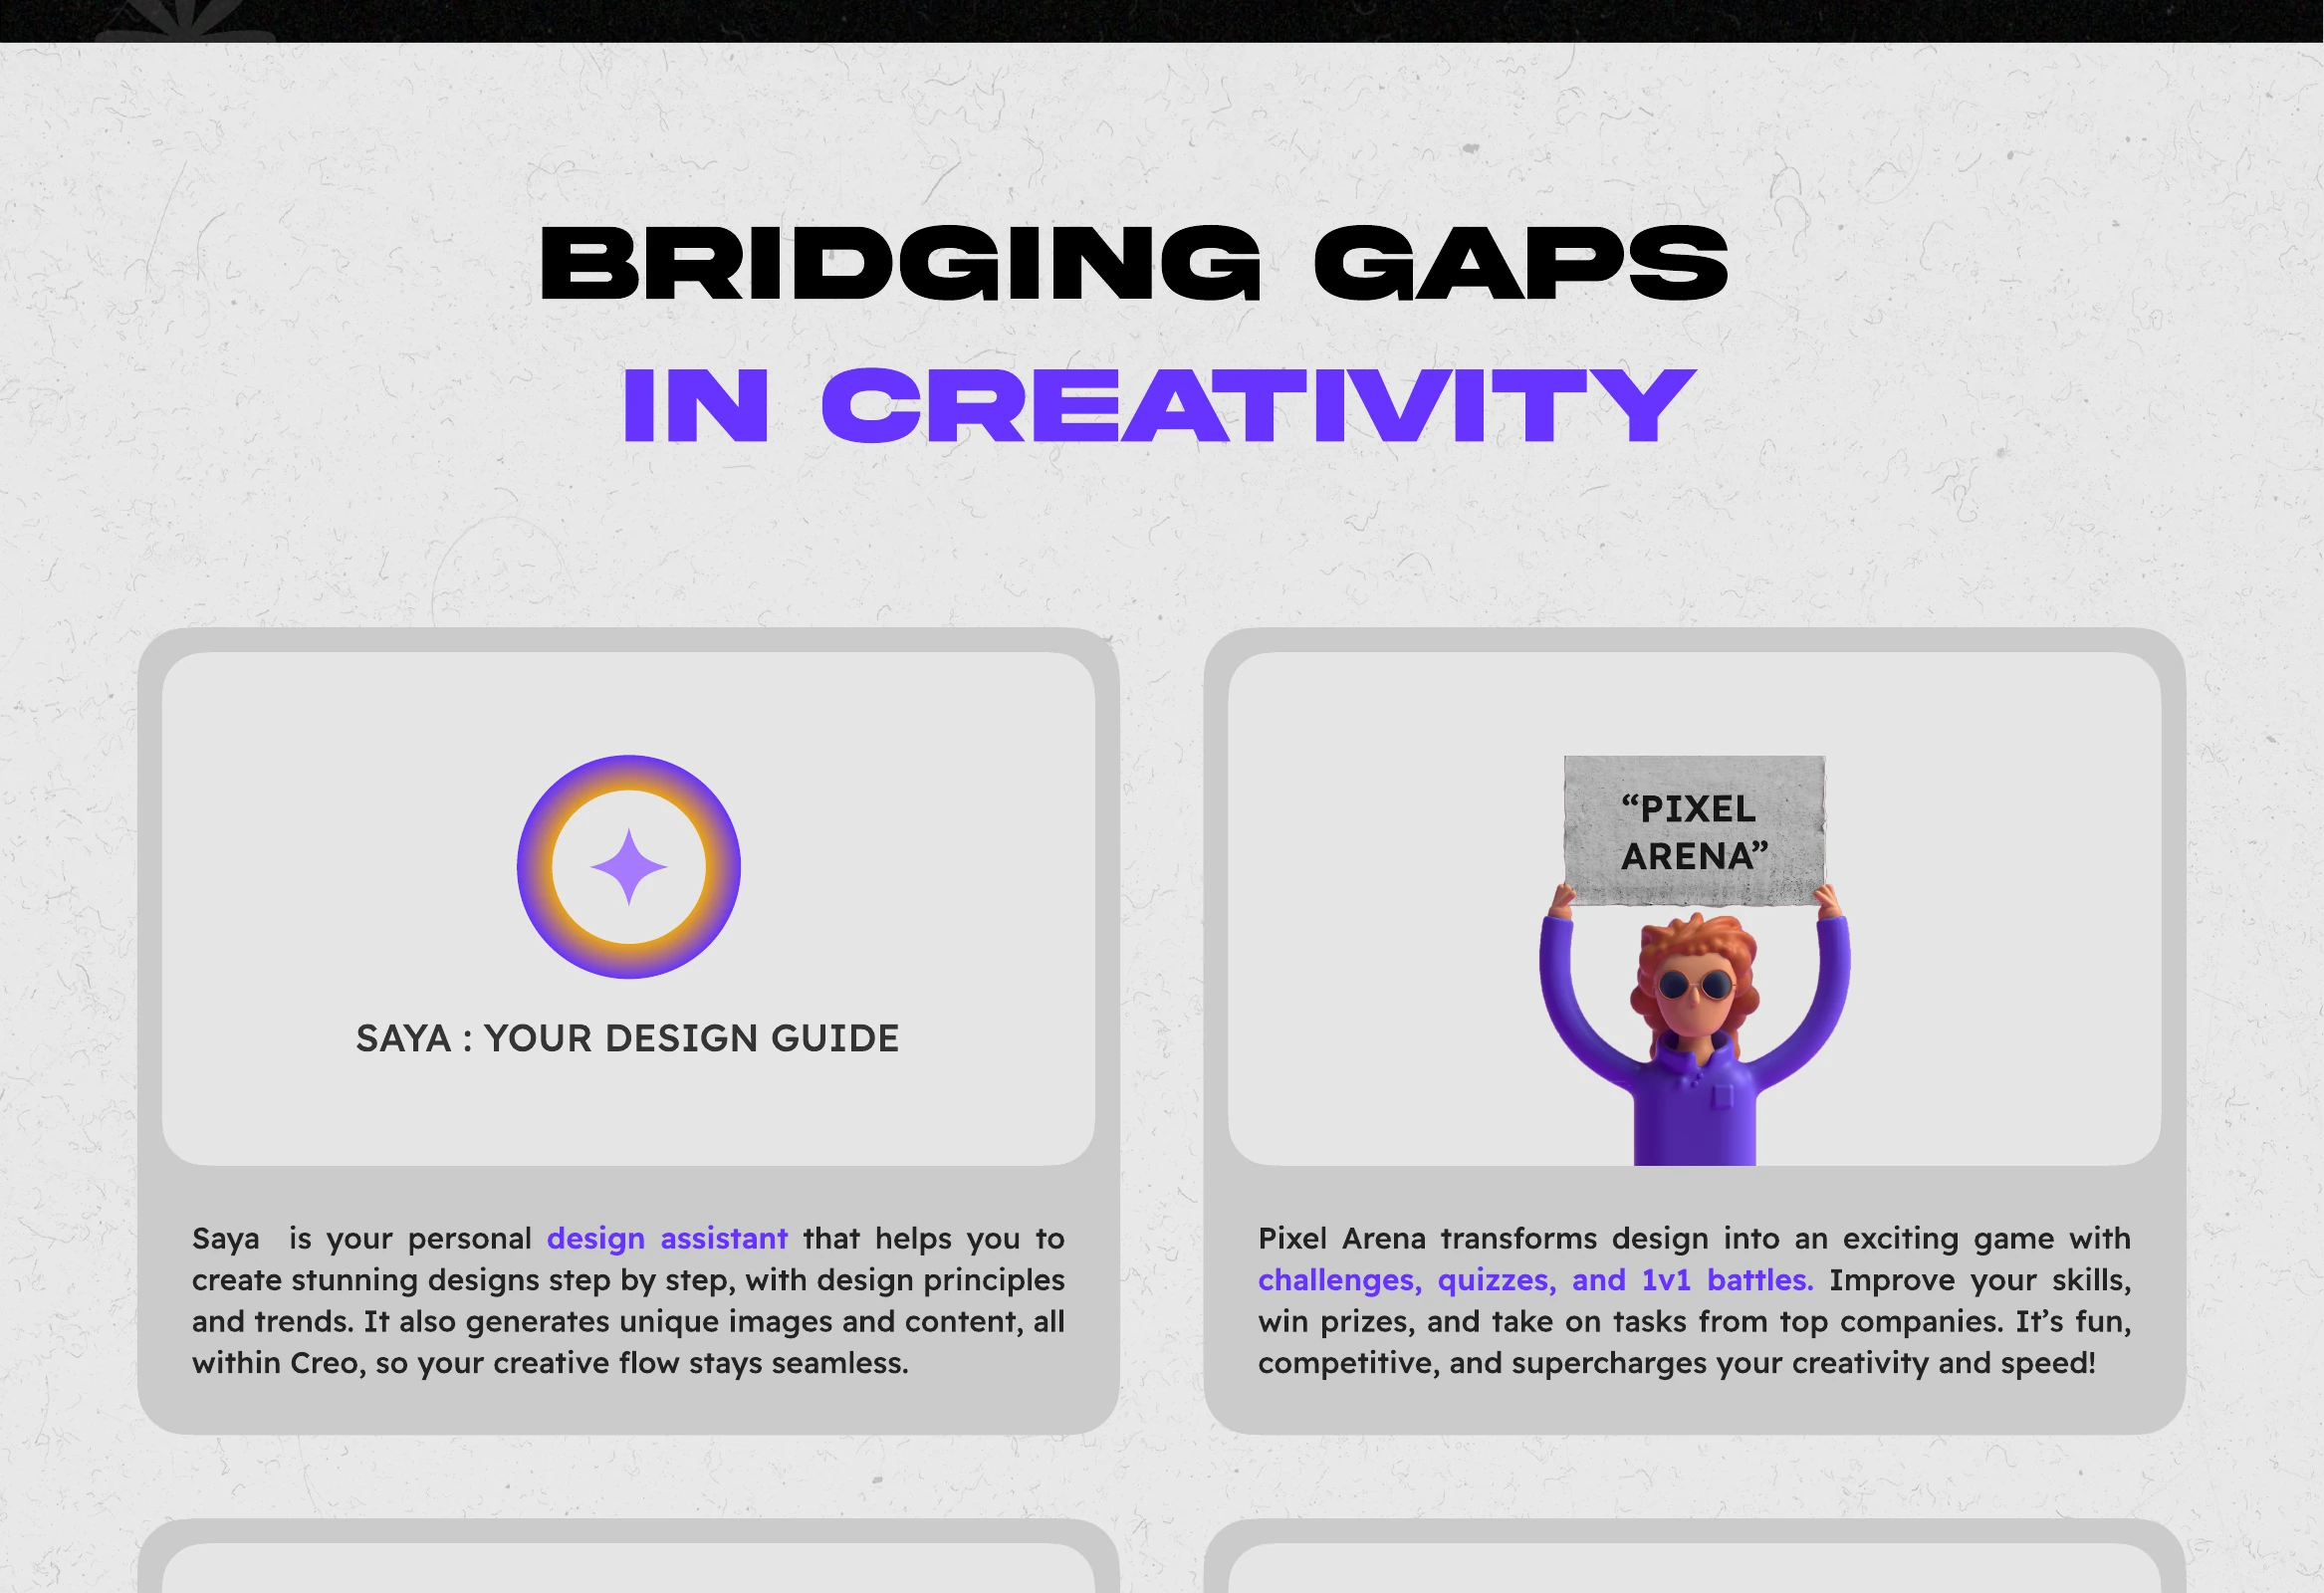 BRIDGING GAPS
IN CREATIVITY
SAYA : YOUR DESIGN GUIDE
Saya  is your personal design assistant that helps you to
create stunning designs step by step, with design principles
and trends. It also generates unique images and content, all
within Creo, so your creative flow stays seamless.
“PIXEL
ARENA”
Pixel Arena transforms design into an exciting game with
challenges, quizzes, and 1v1 battles. Improve your skills,
win prizes, and take on tasks from top companies. It’s fun,
competitive, and supercharges your creativity and speed!